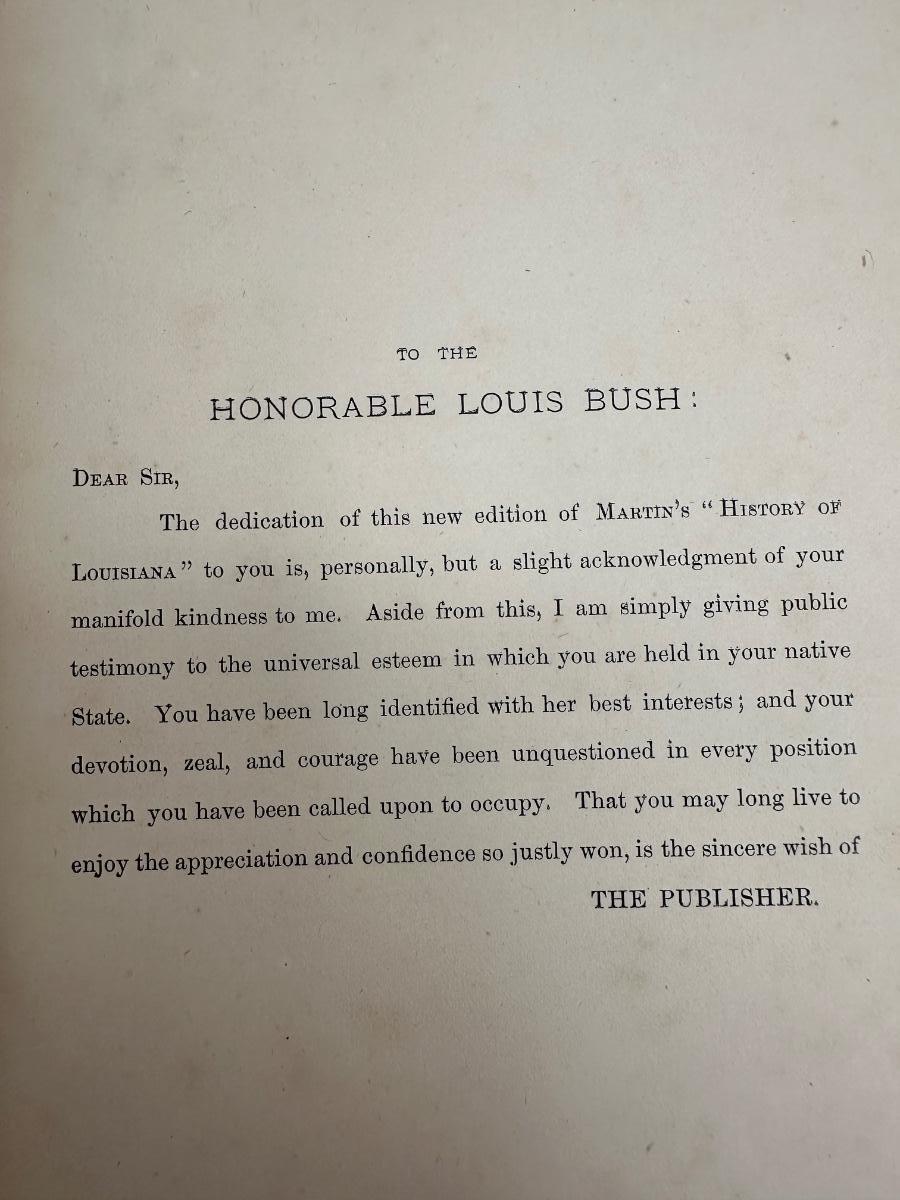 TO THE
HONORABLE LOUIS BUSH:
DEAR SIR,
The dedication of this new edition of MARTIN'S “HISTORY OF
LOUISIANA” to you is, personally, but a slight acknowledgment of your
manifold kindness to me. Aside from this, I am simply giving public
testimony to the universal esteem in which you are held in your native
State. You have been long identified with her best interests; and your
devotion, zeal, and courage have been unquestioned in every position
which you have been called upon to occupy. That you may long live to
enjoy the appreciation and confidence so justly won, is the sincere wish of
THE PUBLISHER.